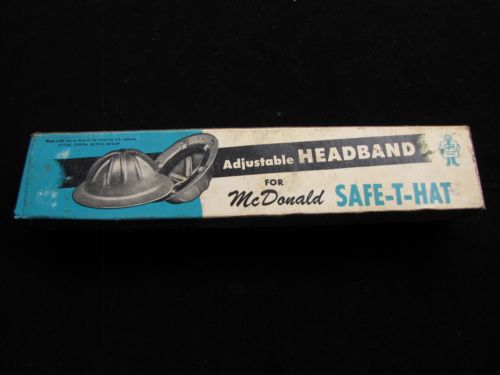 Adjustable HEADBAND
FOR
McDonald SAFE-T-HAT